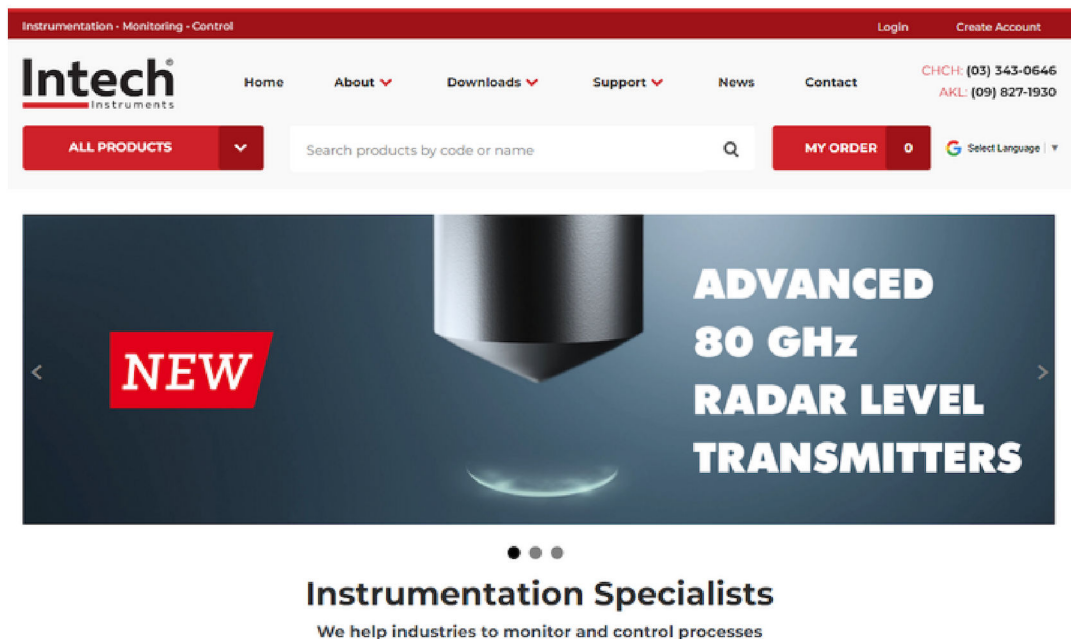 Instrumentation - Monitoring - Control
Login
Create Account
Intech®
Instruments
Home
About
Downloads
Support
News
Contact
CHCH: (03) 343-0646
AKL: (09) 827-1930
ALL PRODUCTS
Search products by code or name
MY ORDER 0
G Select Language
NEW
ADVANCED
80 GHz
RADAR LEVEL
TRANSMITTERS
Instrumentation Specialists
We help industries to monitor and control processes